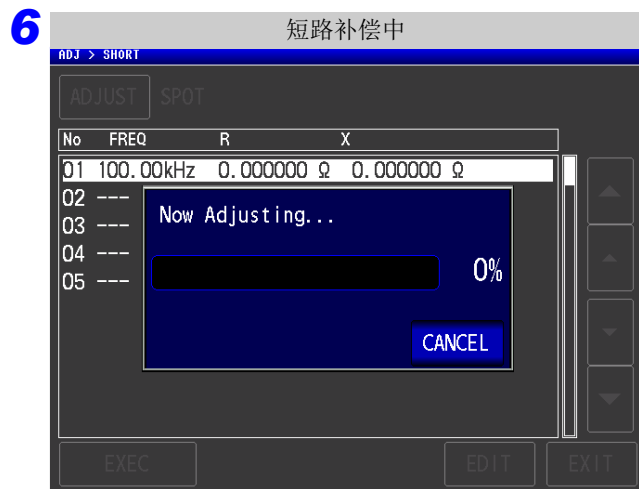 6
短路补偿中
ADJ > SHORT
ADJUST SPOT
No FREQ R X
01 100.00kHz 0.000000 Ω 0.000000 Ω
02 ---
03 ---
04 ---
05 ---
Now Adjusting...
0%
CANCEL
EXEC EDIT EXIT